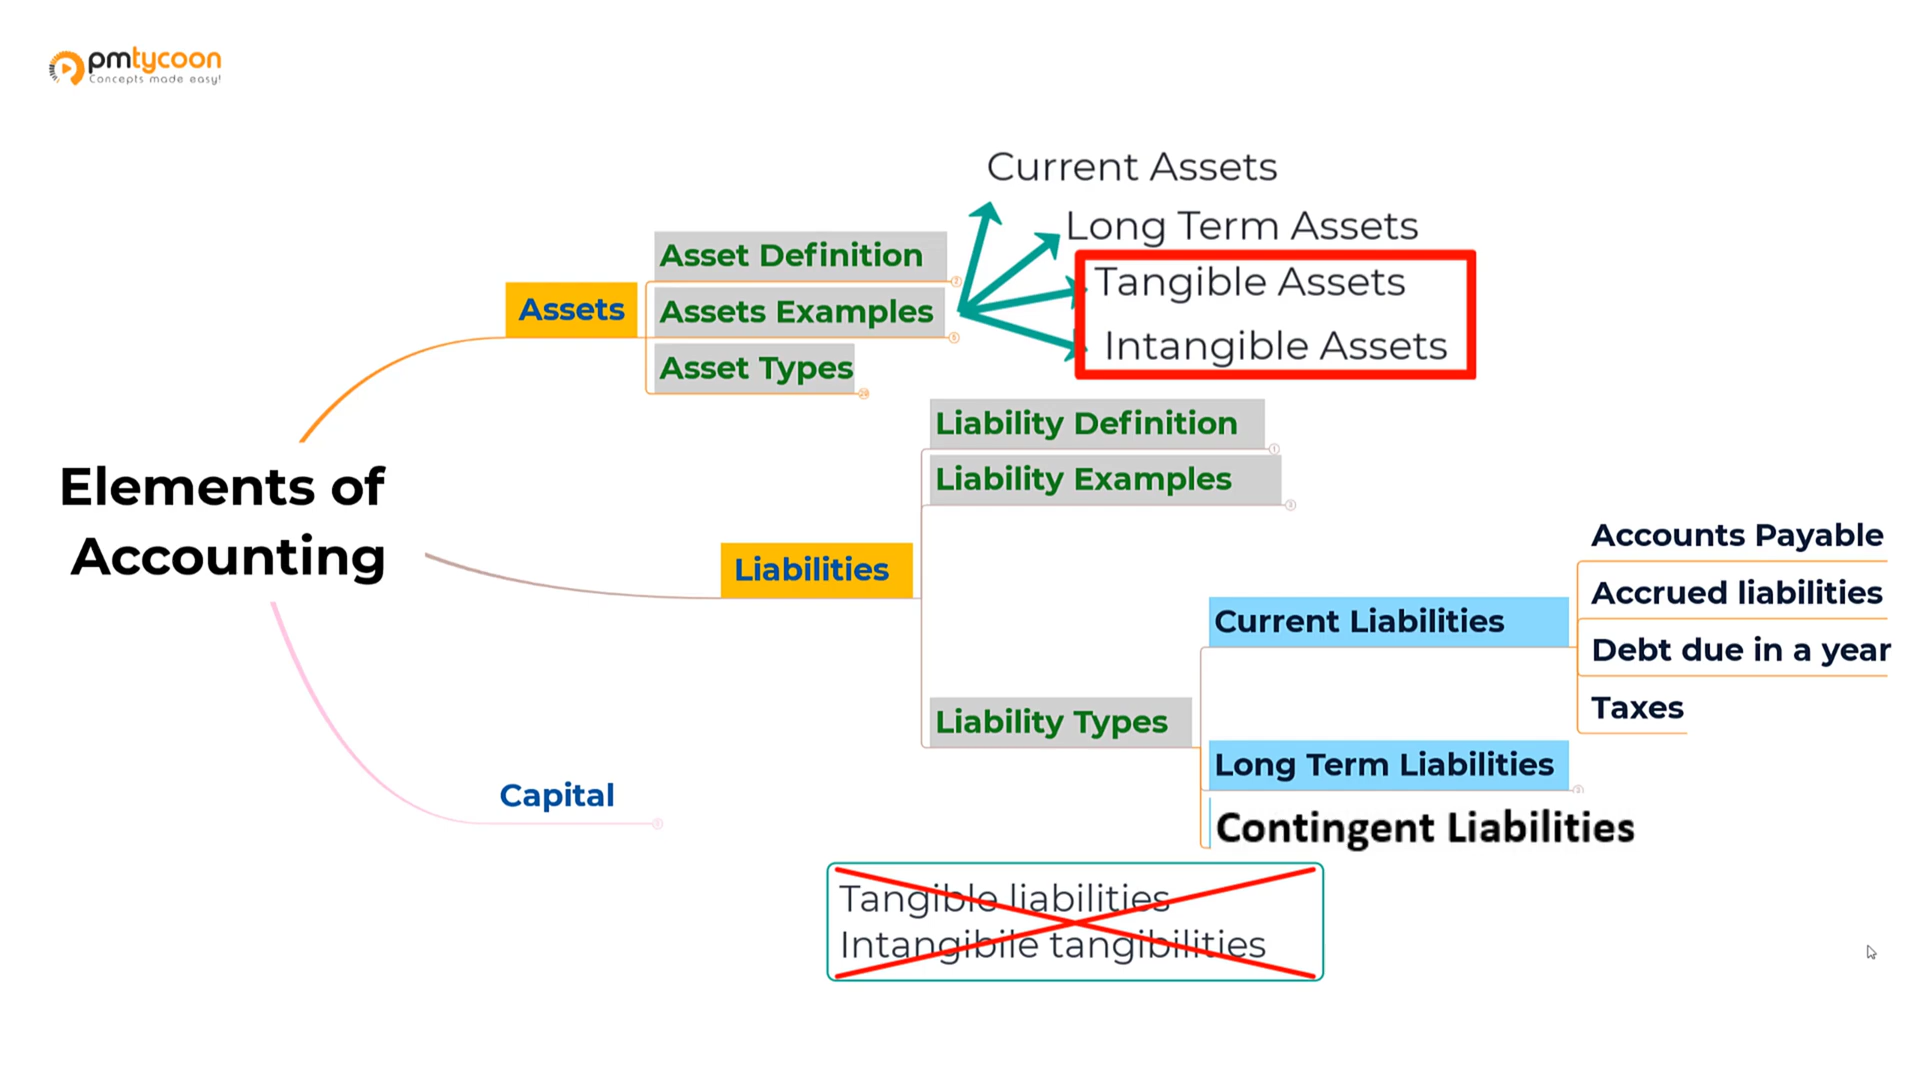 pmtycoon
Concepts made easy!
Current Assets
Long Term Assets
Asset Definition
Tangible Assets
Assets
Assets Examples
Intangible Assets
Asset Types
Liability Definition
Liability Examples
Elements of
Accounting
Liabilities
Accounts Payable
Accrued liabilities
Current Liabilities
Debt due in a year
Taxes
Liability Types
Long Term Liabilities
Capital
Contingent Liabilities
Tangible liabilities
Intangibile tangibilities